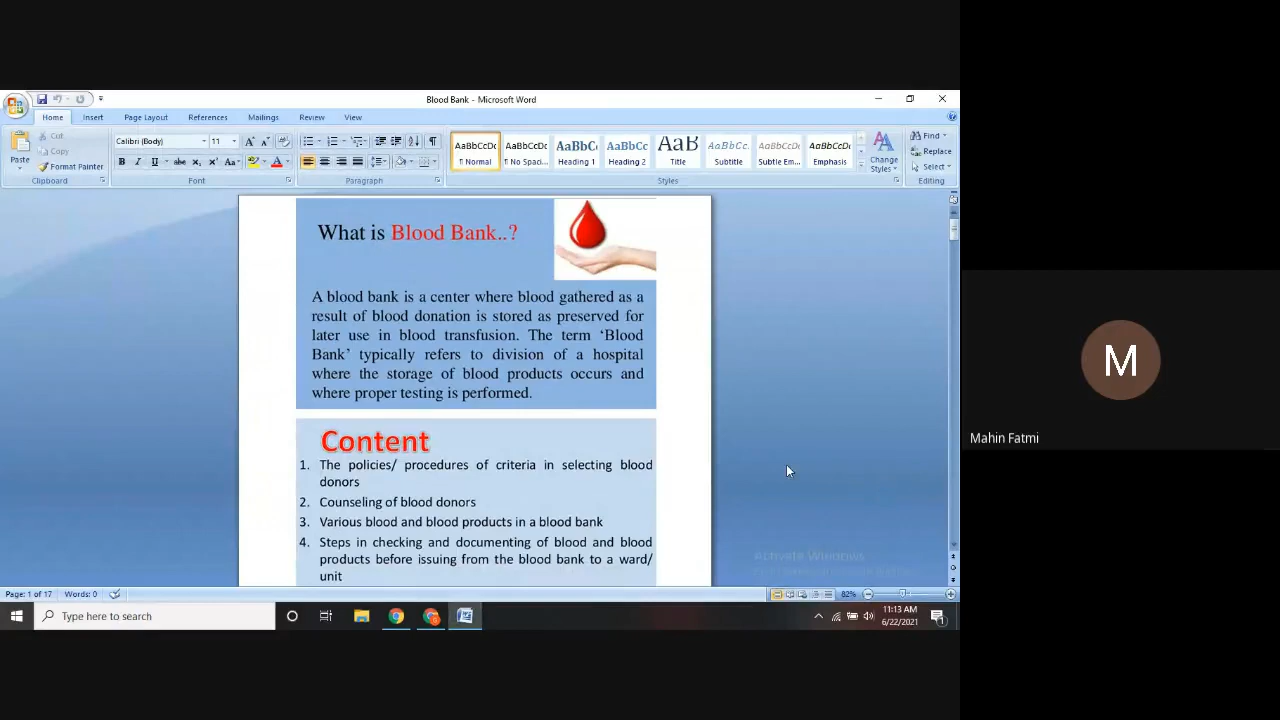 Blood Bank - Microsoft Word
Home Insert Page Layout References Mailings Review View
Paste
Cut
Copy
Format Painter
Clipboard
Calibri (Body) 11
Font
Paragraph
AaBbCcDc AaBbCcDc AaBbC AaBbCc AaB AaBbCc. AaBbCcDc AaBbCcDc
¶ Normal ¶ No Spaci... Heading 1 Heading 2 Title Subtitle Subtle Em... Emphasis
Styles
Change
Styles
Find
Replace
Select
Editing
What is Blood Bank..?
A blood bank is a center where blood gathered as a
result of blood donation is stored as preserved for
later use in blood transfusion. The term ‘Blood
Bank’ typically refers to division of a hospital
where the storage of blood products occurs and
where proper testing is performed.
Content
1. The policies/ procedures of criteria in selecting blood
donors
2. Counseling of blood donors
3. Various blood and blood products in a blood bank
4. Steps in checking and documenting of blood and blood
products before issuing from the blood bank to a ward/
unit
Activate Windows
Page: 1 of 17 Words: 0
82%
Type here to search
11:13 AM
6/22/2021
M
Mahin Fatmi